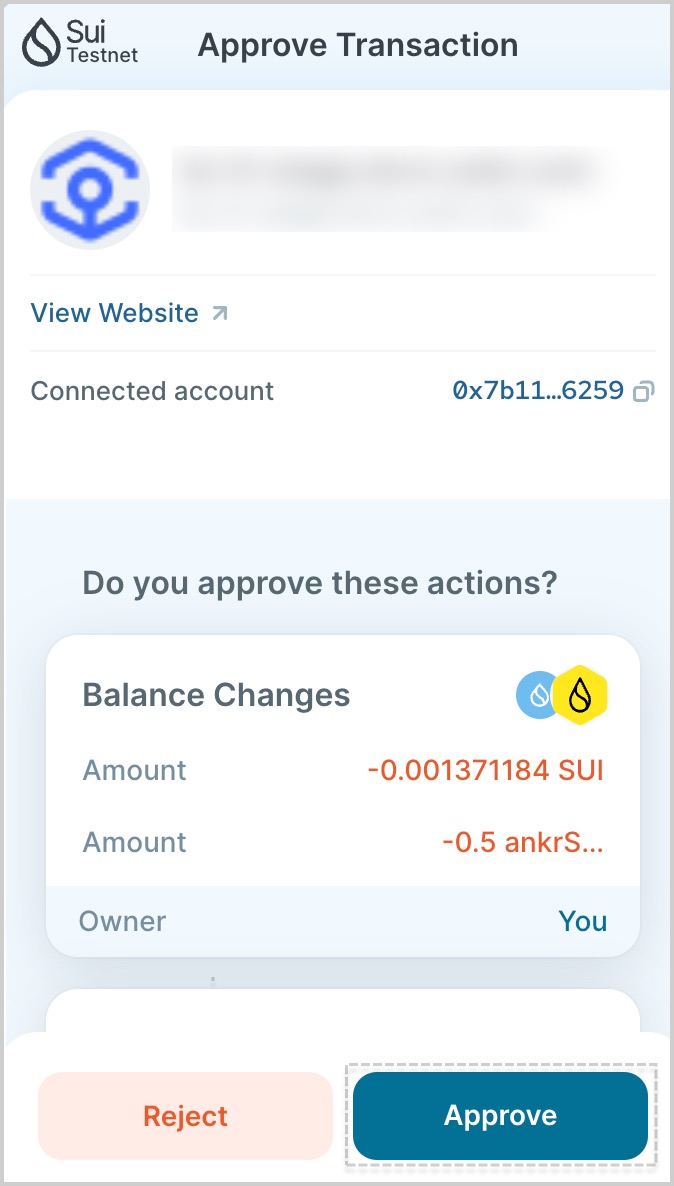 Sui
Testnet
Approve Transaction
View Website
Connected account 0x7b11...6259
Do you approve these actions?
Balance Changes
Amount -0.001371184 SUI
Amount -0.5 ankrS...
Owner You
Reject Approve